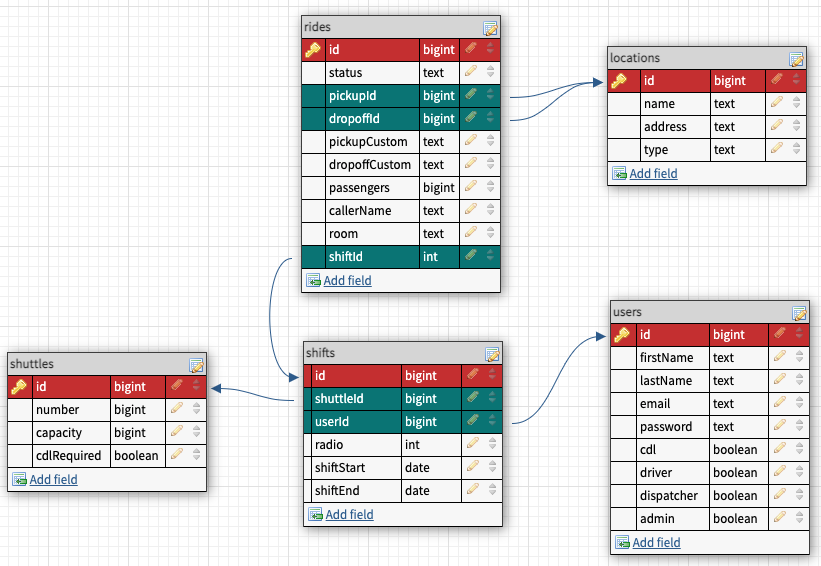 rides
id bigint
status text
pickupId bigint
dropoffId bigint
pickupCustom text
dropoffCustom text
passengers bigint
callerName text
room text
shiftId int
Add field
locations
id bigint
name text
address text
type text
Add field
shuttles
id bigint
number bigint
capacity bigint
cdlRequired boolean
Add field
shifts
id bigint
shuttleId bigint
userId bigint
radio int
shiftStart date
shiftEnd date
Add field
users
id bigint
firstName text
lastName text
email text
password text
cdl boolean
driver boolean
dispatcher boolean
admin boolean
Add field